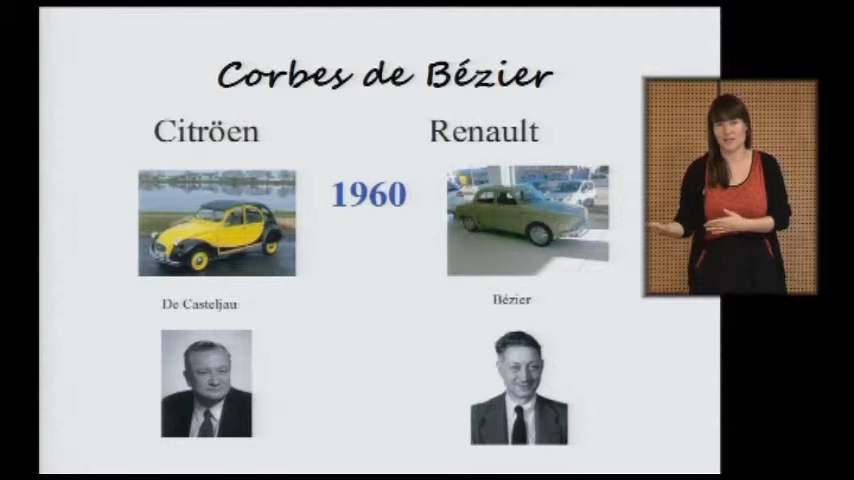 Corbes de Bézier
Citröen
Renault
1960
De Casteljau
Bézier